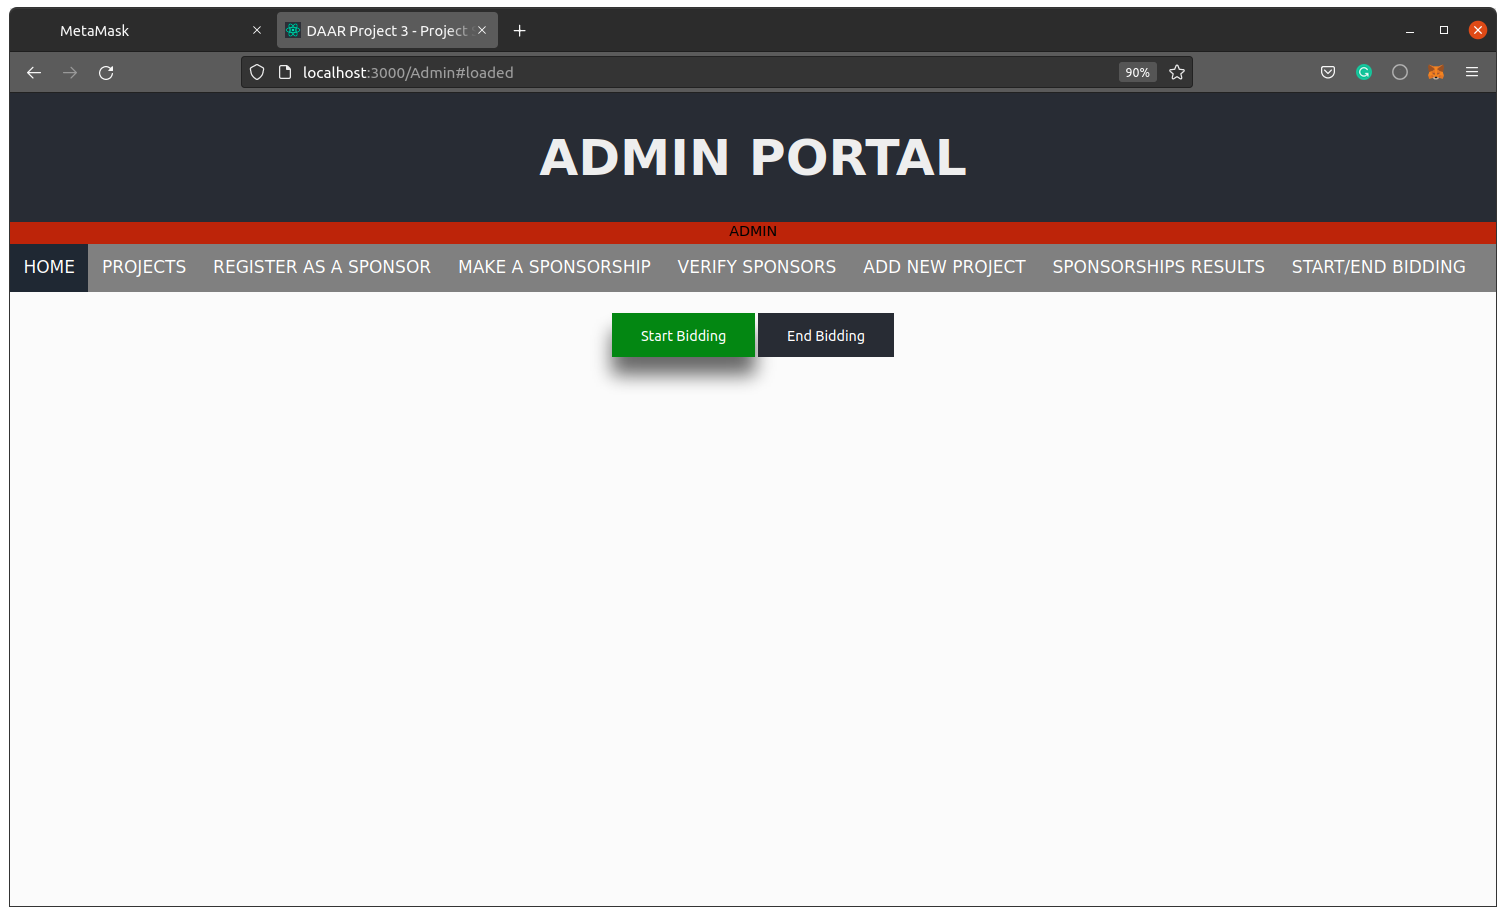 MetaMask
DAAR Project 3 - Project
localhost:3000/Admin#loaded
90%
ADMIN PORTAL
ADMIN
HOME PROJECTS REGISTER AS A SPONSOR MAKE A SPONSORSHIP VERIFY SPONSORS ADD NEW PROJECT SPONSORSHIPS RESULTS START/END BIDDING
Start Bidding End Bidding